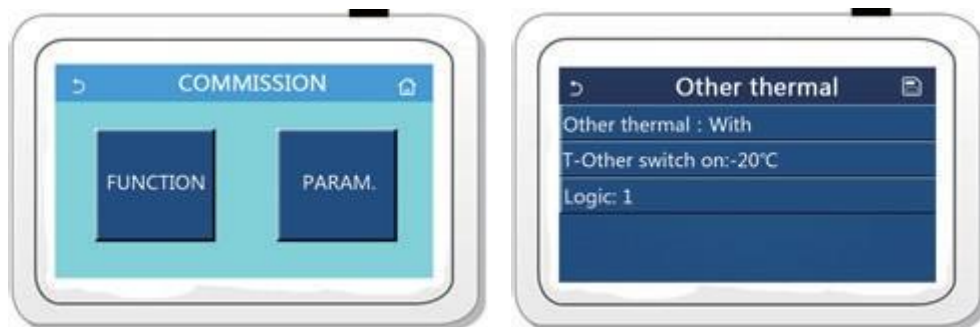 COMMISSION
FUNCTION
PARAM.
Other thermal
Other thermal : With
T-Other switch on:-20℃
Logic: 1